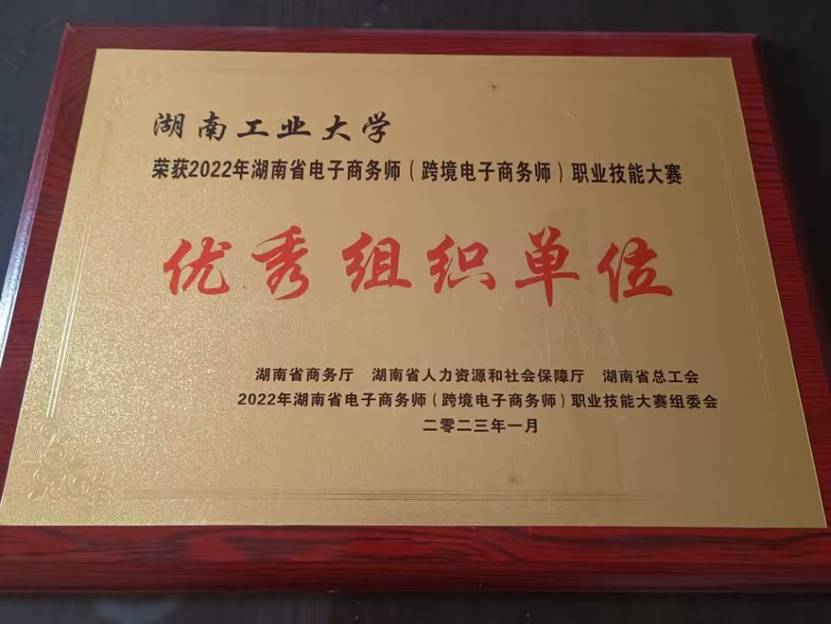 湖南工业大学
荣获2022年湖南省电子商务师（跨境电子商务师）职业技能大赛
优秀组织单位
湖南省商务厅 湖南省人力资源和社会保障厅 湖南省总工会
2022年湖南省电子商务师（跨境电子商务师）职业技能大赛组委会
二零二三年一月